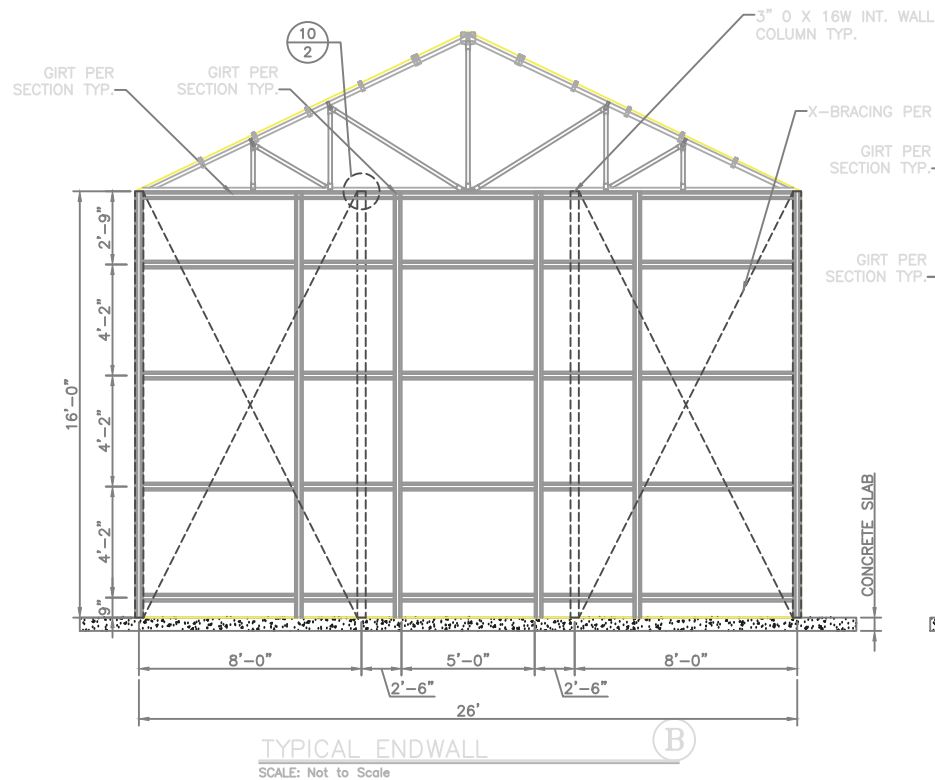 3" O X 16W INT. WALL
COLUMN TYP.
10
2
GIRT PER
SECTION TYP.
GIRT PER
SECTION TYP.
X-BRACING PER
GIRT PER
SECTION TYP.
GIRT PER
SECTION TYP.
2'-9"
4'-2"
4'-2"
4'-2"
9"
16'-0"
CONCRETE SLAB
8'-0"
5'-0"
8'-0"
2'-6"
2'-6"
26'
TYPICAL ENDWALL
B
SCALE: Not to Scale